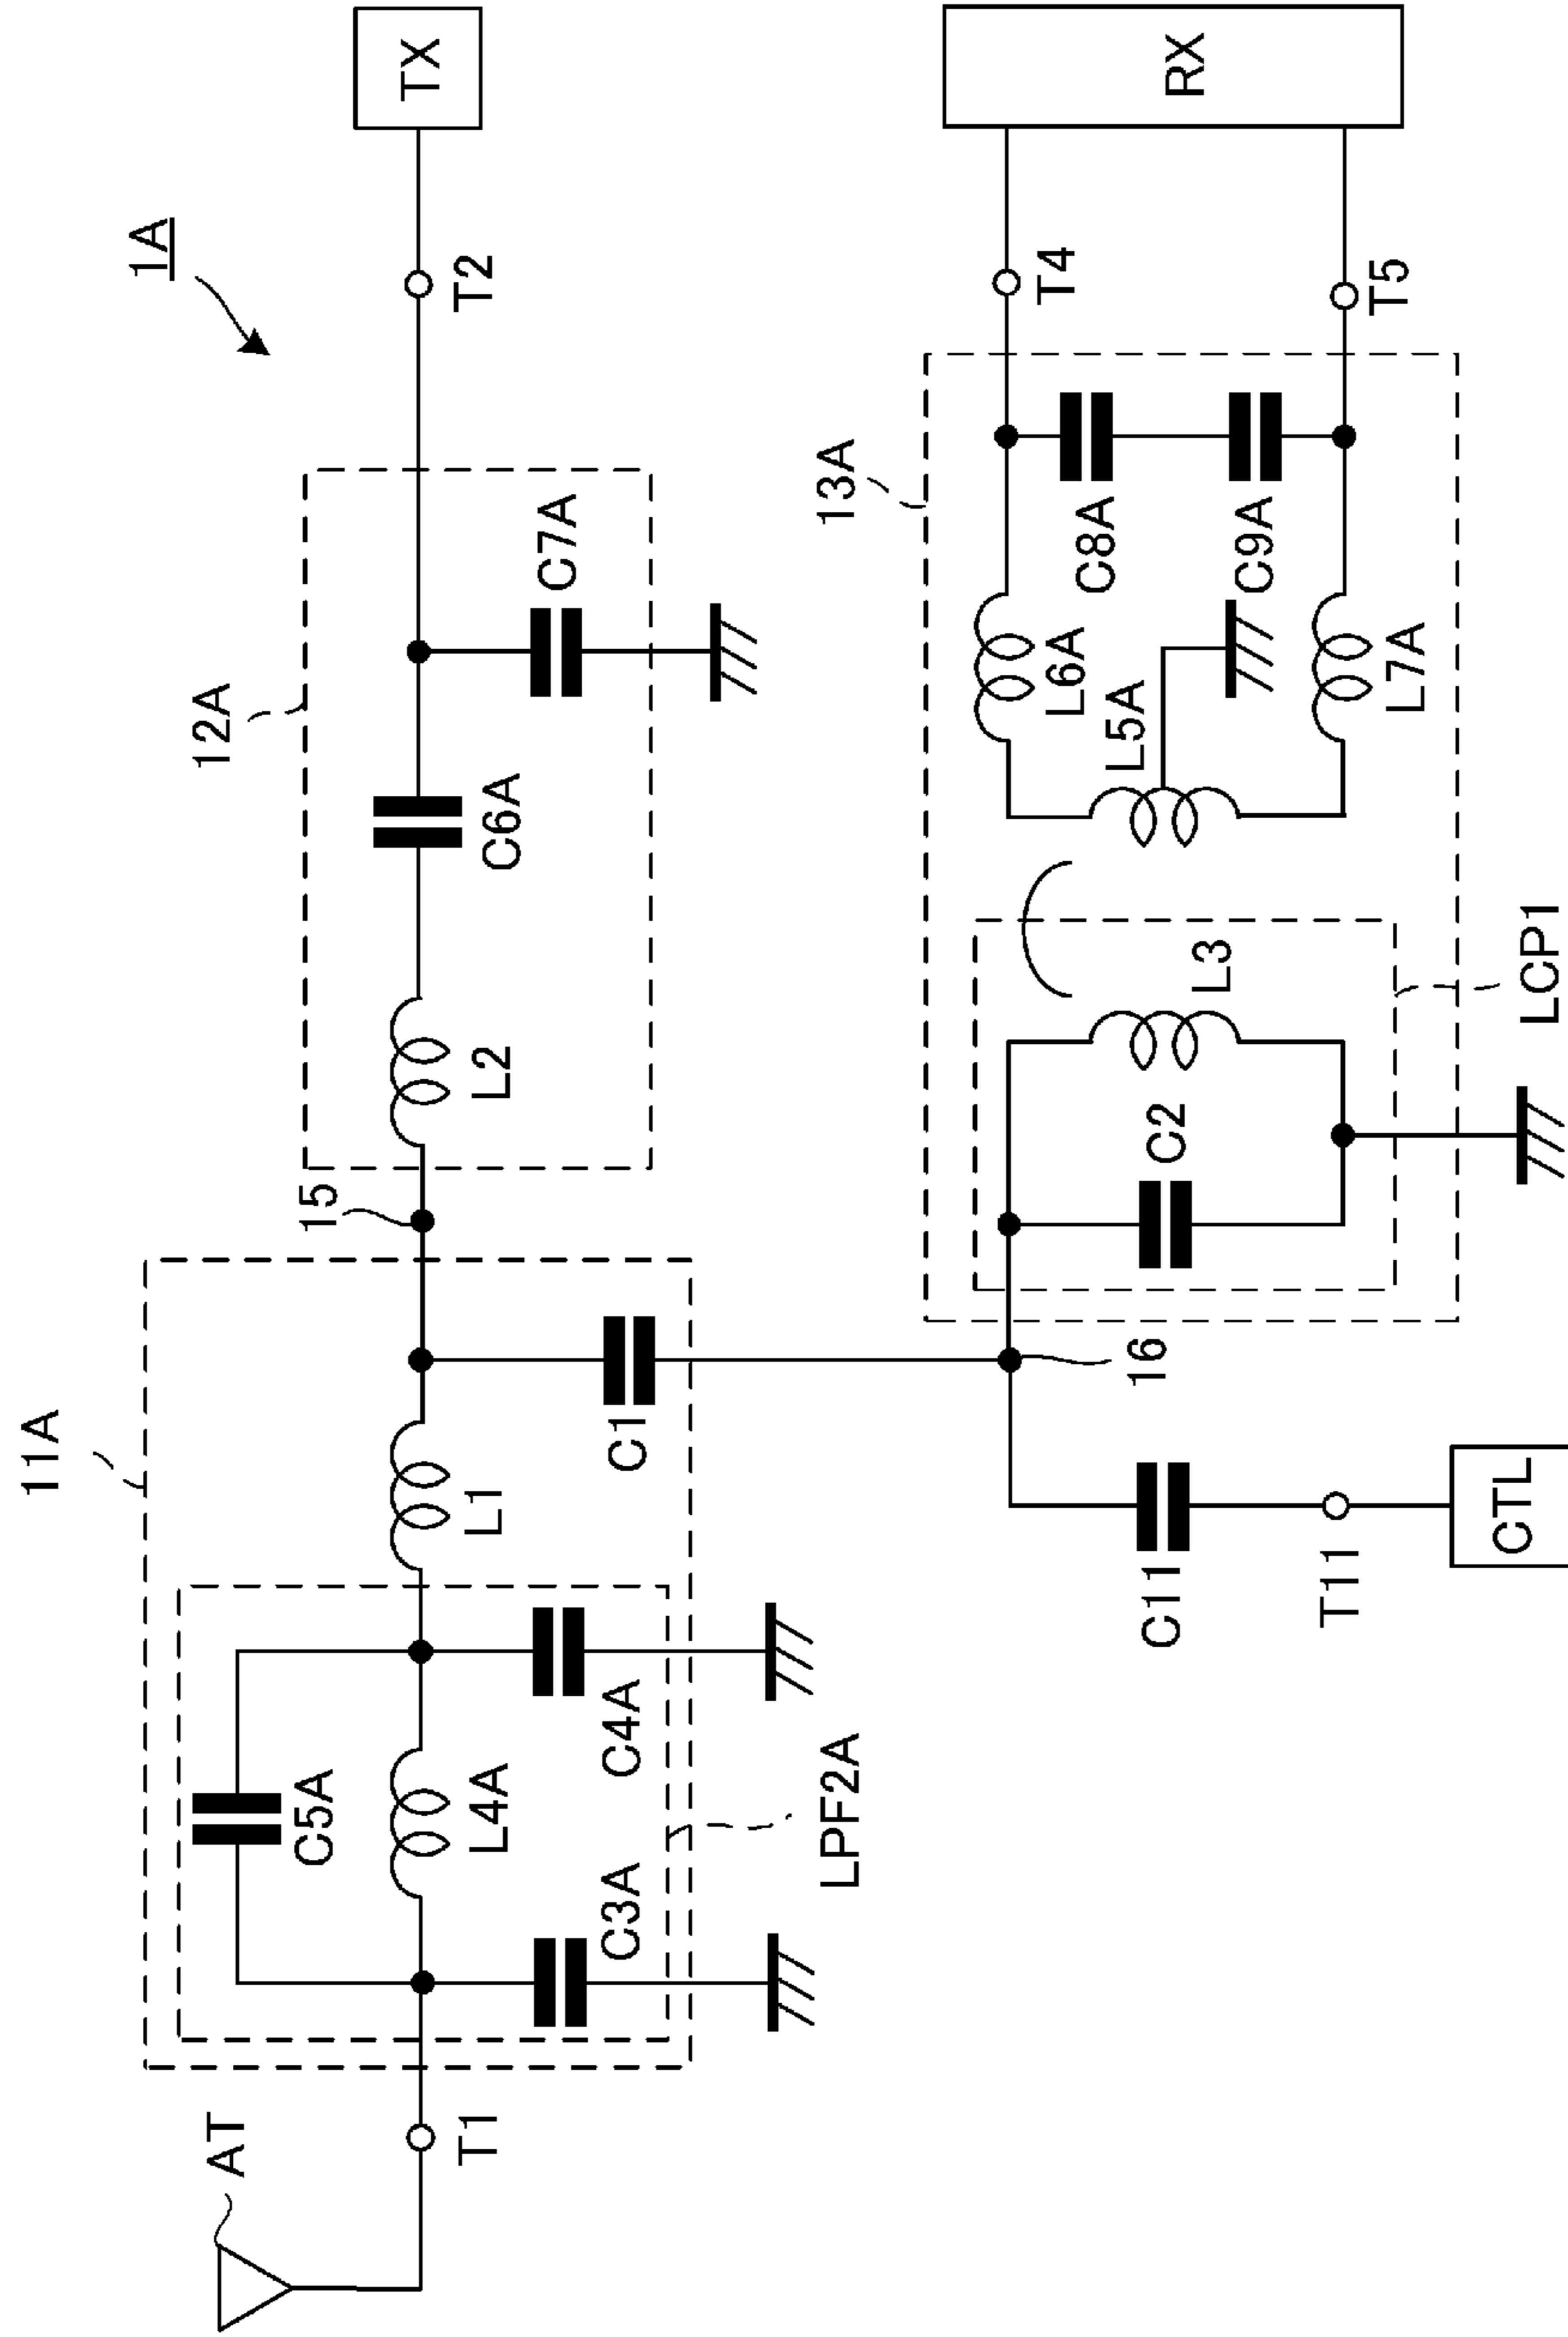 1A
AT
T1
11A
C5A
L4A
C3A
C4A
LPF2A
L1
C1
15
12A
L2
C6A
C7A
T2
TX
CTL
T11
C11
16
13A
C2
L3
LCP1
L5A
L6A
L7A
C8A
C9A
T4
T5
RX